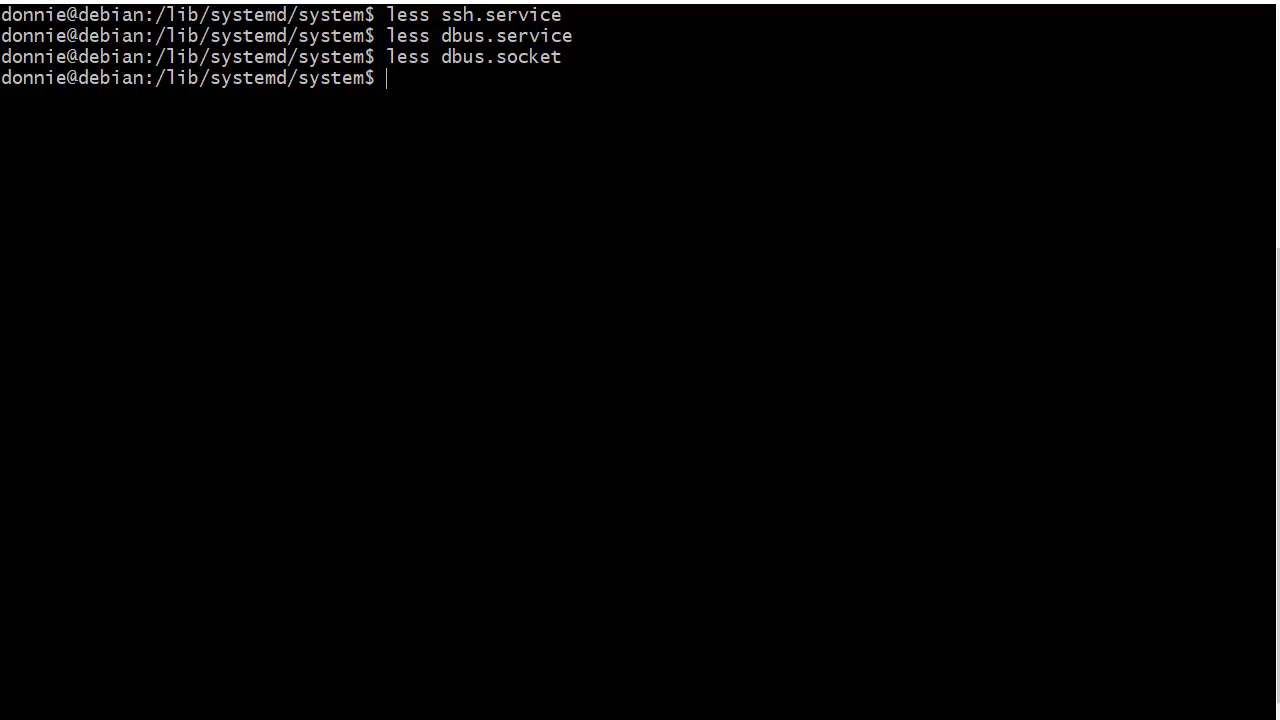 donnie@debian:/lib/systemd/system$ less ssh.service
donnie@debian:/lib/systemd/system$ less dbus.service
donnie@debian:/lib/systemd/system$ less dbus.socket
donnie@debian:/lib/systemd/system$